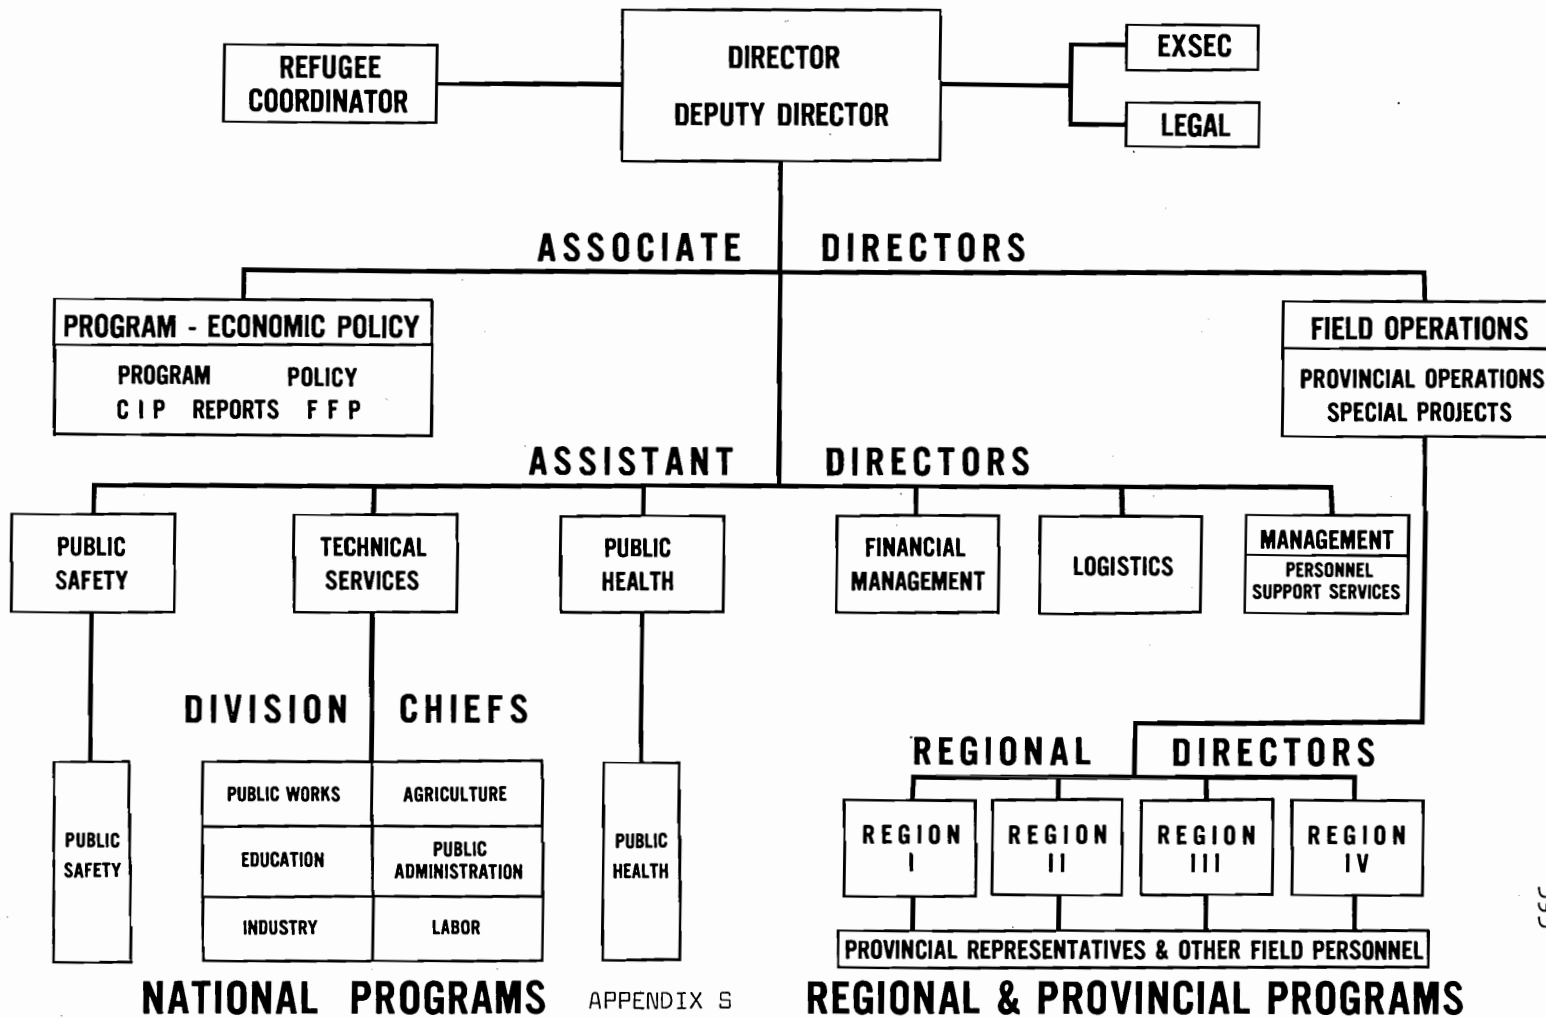 REFUGEE
COORDINATOR
DIRECTOR
DEPUTY DIRECTOR
EXSEC
LEGAL
ASSOCIATE DIRECTORS
PROGRAM - ECONOMIC POLICY
PROGRAM POLICY
CIP REPORTS FFP
FIELD OPERATIONS
PROVINCIAL OPERATIONS
SPECIAL PROJECTS
ASSISTANT DIRECTORS
PUBLIC
SAFETY
TECHNICAL
SERVICES
PUBLIC
HEALTH
FINANCIAL
MANAGEMENT
LOGISTICS
MANAGEMENT
PERSONNEL
SUPPORT SERVICES
DIVISION CHIEFS
PUBLIC
SAFETY
PUBLIC WORKS
AGRICULTURE
EDUCATION
PUBLIC
ADMINISTRATION
INDUSTRY
LABOR
PUBLIC
HEALTH
REGIONAL DIRECTORS
REGION
I
REGION
II
REGION
III
REGION
IV
PROVINCIAL REPRESENTATIVES & OTHER FIELD PERSONNEL
NATIONAL PROGRAMS
APPENDIX S
REGIONAL & PROVINCIAL PROGRAMS